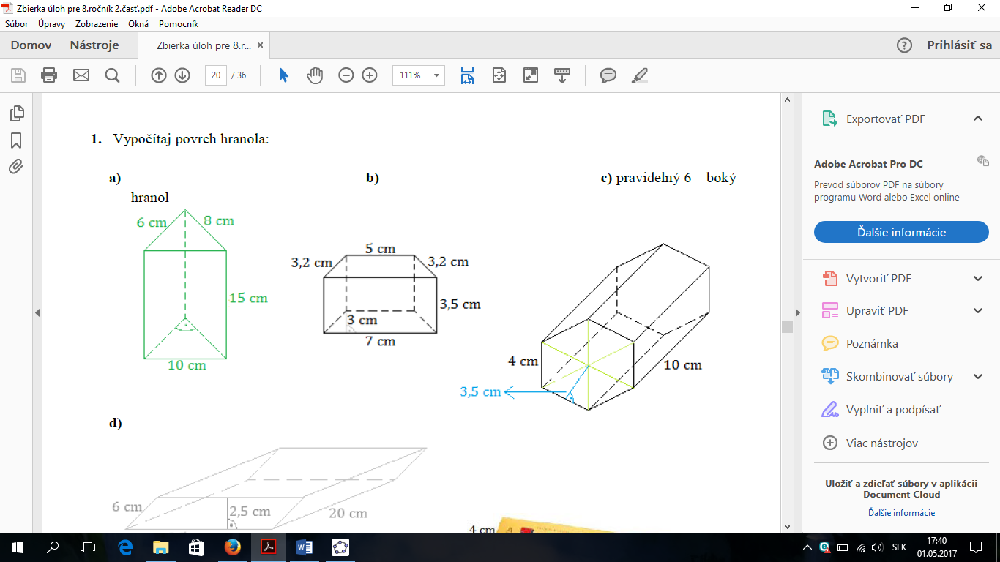 Zbierka úloh pre 8.ročník 2.časť.pdf - Adobe Acrobat Reader DC
Súbor Úpravy Zobrazenie Okná Pomocník
Domov Nástroje Zbierka úloh pre 8.r... × Prihlásiť sa
20 / 36 111%
1. Vypočítaj povrch hranola:
a) b) c) pravidelný 6 – boký
hranol
6 cm 8 cm
15 cm
10 cm
5 cm
3,2 cm 3,2 cm
3,5 cm
3 cm
7 cm
4 cm 10 cm
3,5 cm
d)
6 cm 2,5 cm 20 cm
4 cm
Exportovať PDF
Adobe Acrobat Pro DC
Prevod súborov PDF na súbory
programu Word alebo Excel online
Ďalšie informácie
Vytvoriť PDF
Upraviť PDF
Poznámka
Skombinovať súbory
Vyplniť a podpísať
Viac nástrojov
Uložiť a zdieľať súbory v aplikácii
Document Cloud
Ďalšie informácie
SLK 17:40
01.05.2017